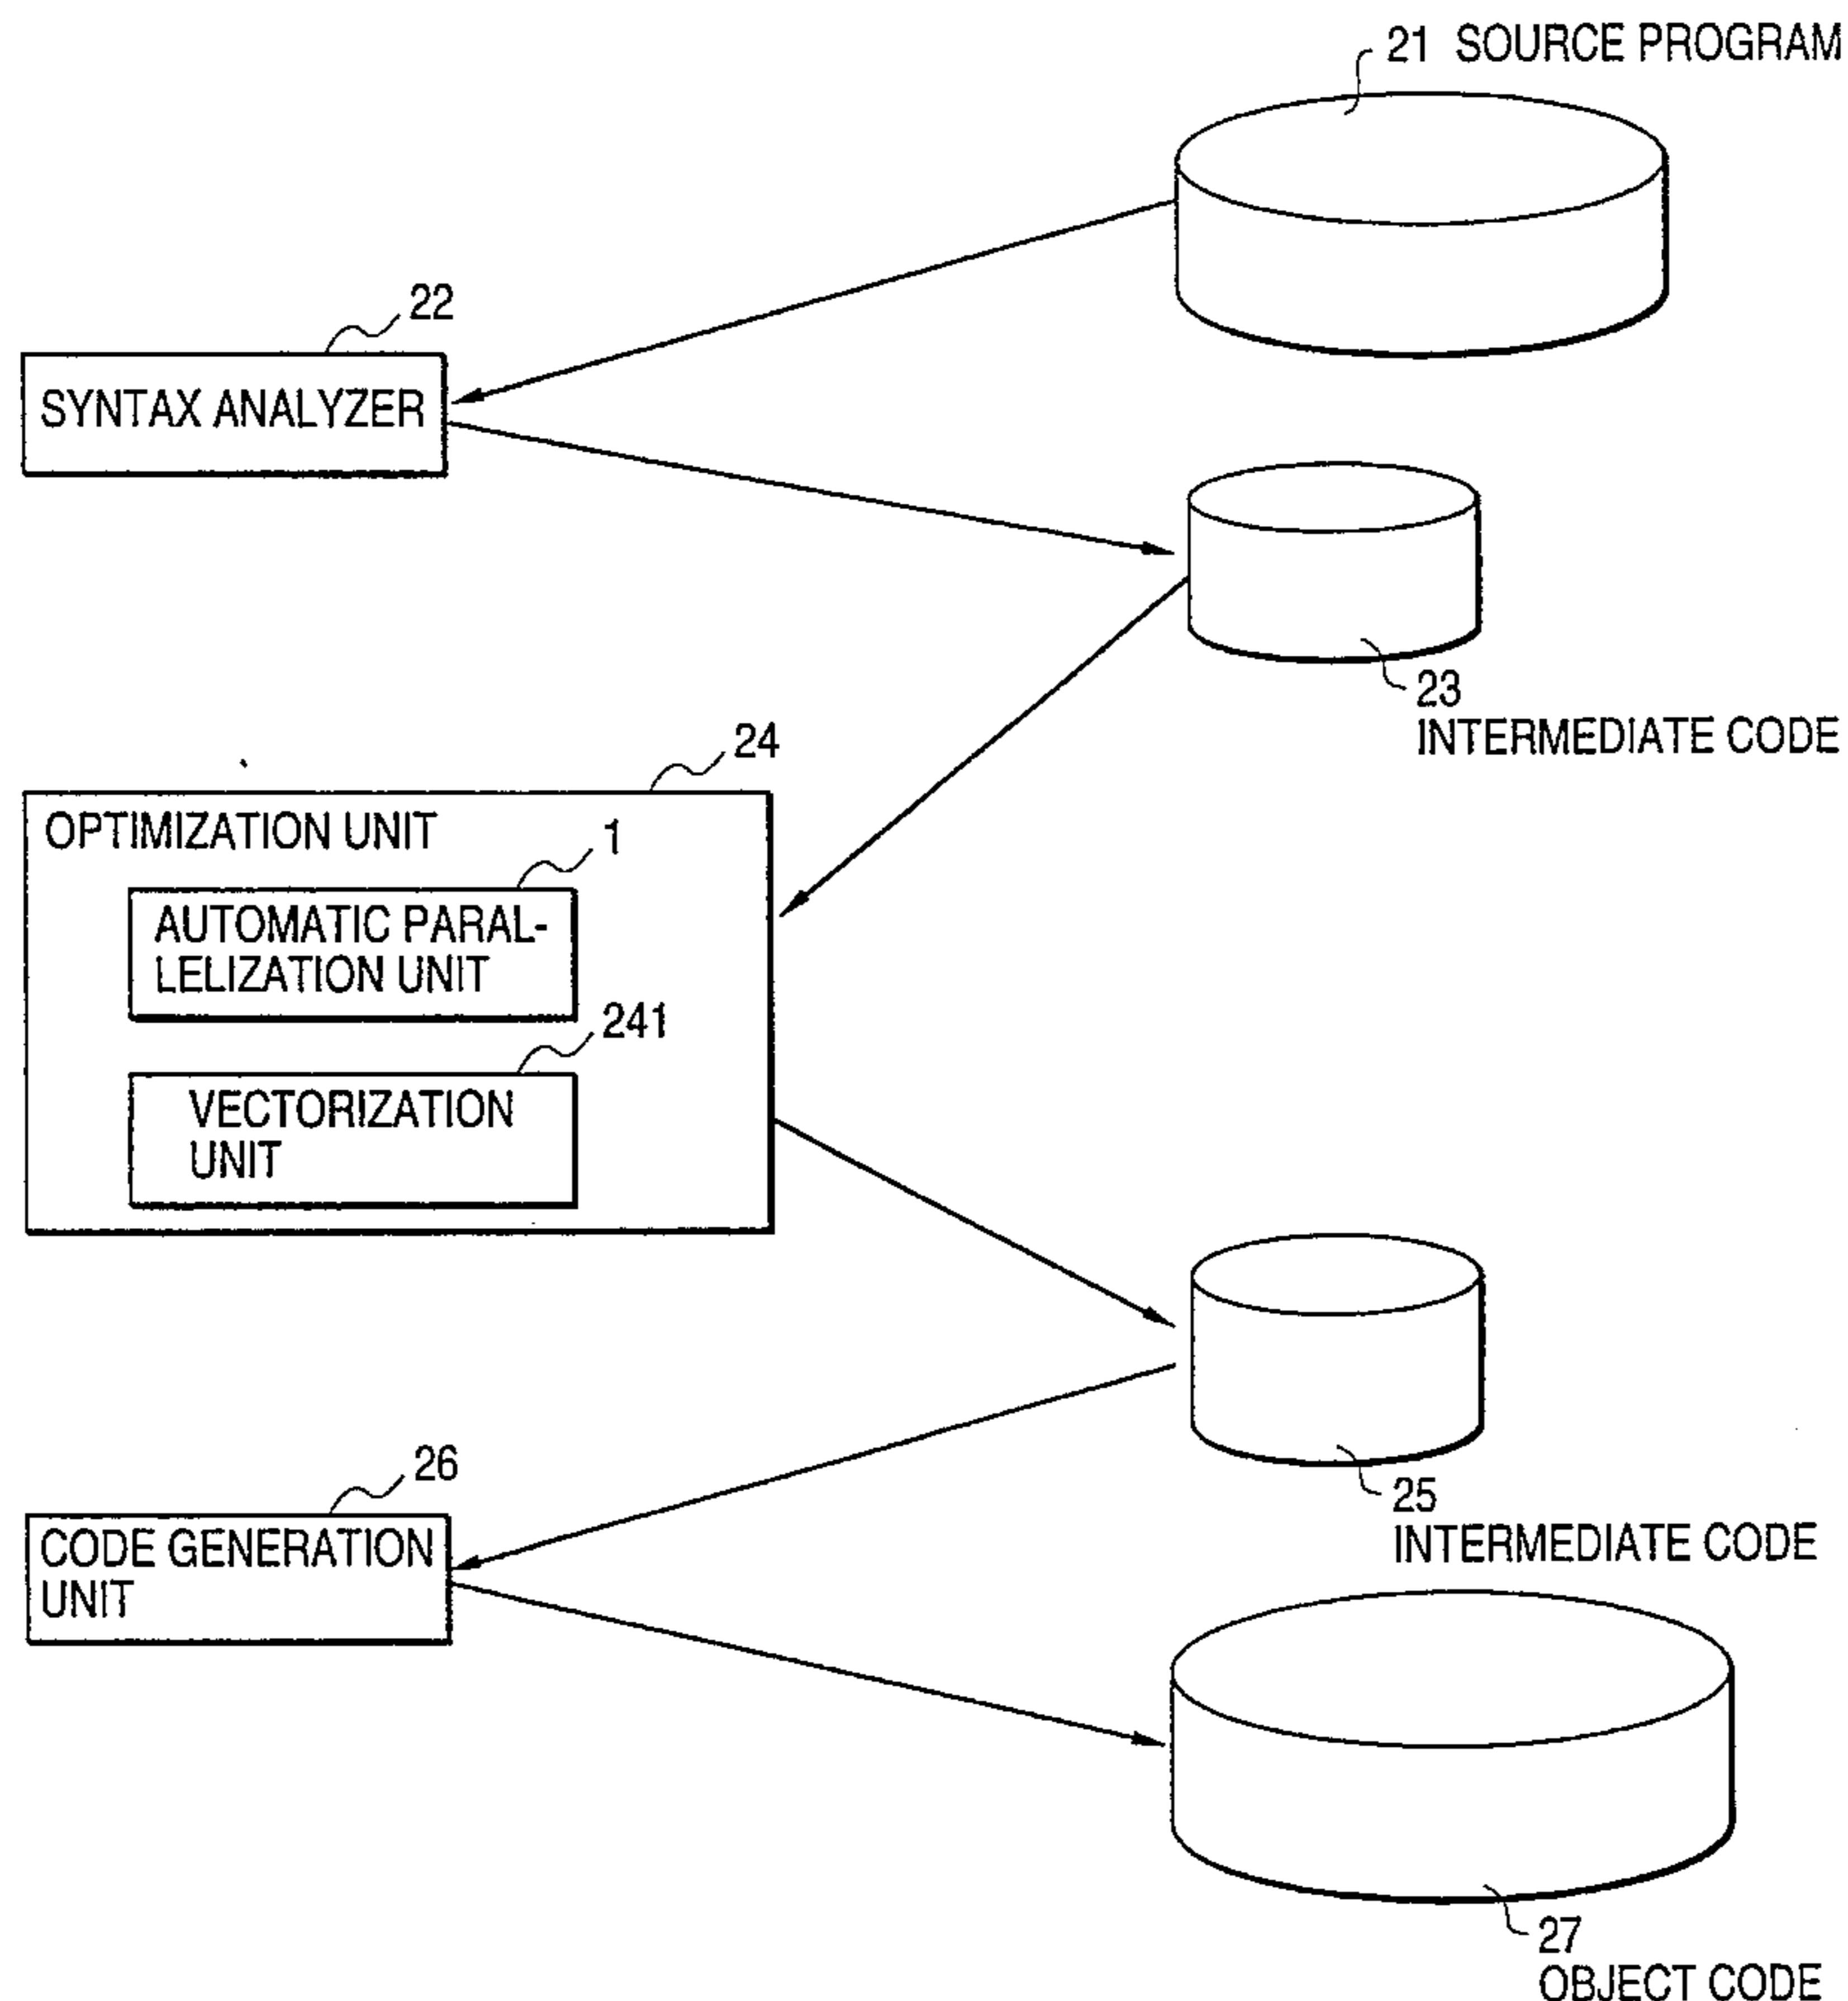 21 SOURCE PROGRAM
22
SYNTAX ANALYZER
23
INTERMEDIATE CODE
24
OPTIMIZATION UNIT
1
AUTOMATIC PARAL-
LELIZATION UNIT
241
VECTORIZATION
UNIT
25
INTERMEDIATE CODE
26
CODE GENERATION
UNIT
27
OBJECT CODE